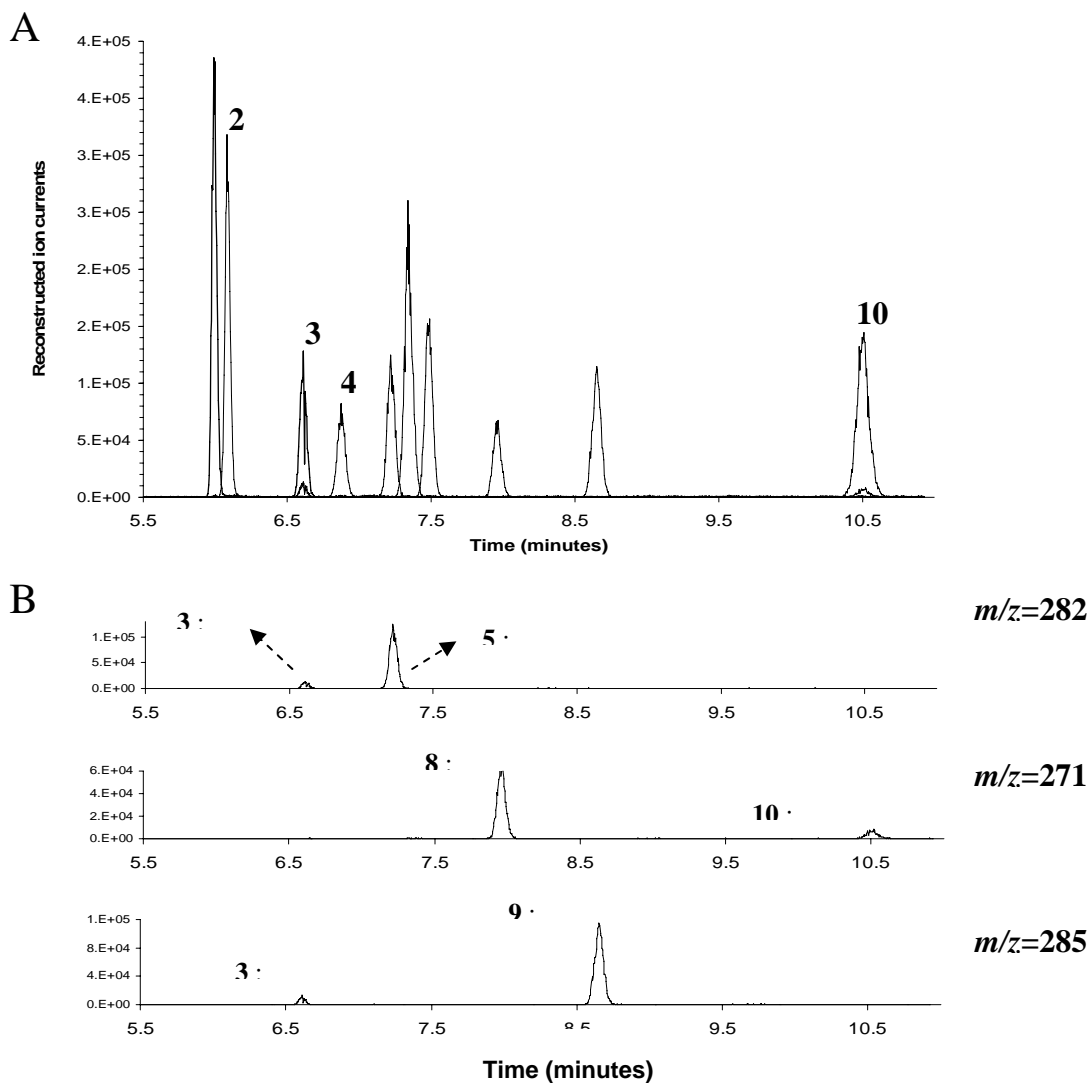 A
Reconstructed ion currents
4.E+05
4.E+05
3.E+05
3.E+05
2.E+05
2.E+05
1.E+05
5.E+04
0.E+00
2
3
4
10
5.5 6.5 7.5 8.5 9.5 10.5
Time (minutes)
B
m/z=282
3 :
5 :
1.E+05
5.E+04
0.E+00
5.5 6.5 7.5 8.5 9.5 10.5
m/z=271
8 :
10 :
6.E+04
4.E+04
2.E+04
0.E+00
5.5 6.5 7.5 8.5 9.5 10.5
m/z=285
9 :
3 :
1.E+05
8.E+04
4.E+04
0.E+00
5.5 6.5 7.5 8.5 9.5 10.5
Time (minutes)